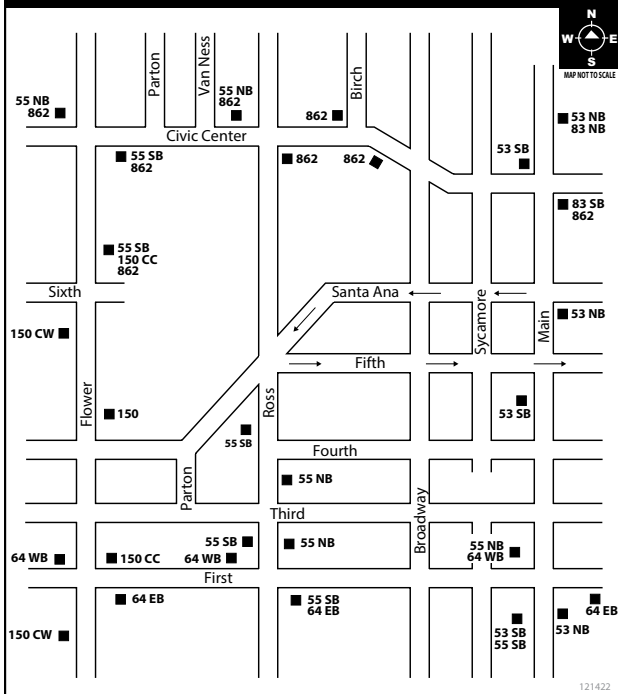 N
W E
S
MAP NOT TO SCALE
Parton
Van Ness
Birch
55 NB
862
55 NB
862
862
53 NB
83 NB
Civic Center
55 SB
862
862
862
53 SB
83 SB
862
55 SB
150 CC
862
Sixth
Santa Ana
Sycamore
Main
53 NB
150 CW
Fifth
Flower
Ross
150
55 SB
53 SB
Fourth
Parton
55 NB
Broadway
Third
64 WB
150 CC
55 SB
64 WB
55 NB
55 NB
64 WB
First
64 EB
55 SB
64 EB
64 EB
150 CW
53 SB
55 SB
53 NB
121422